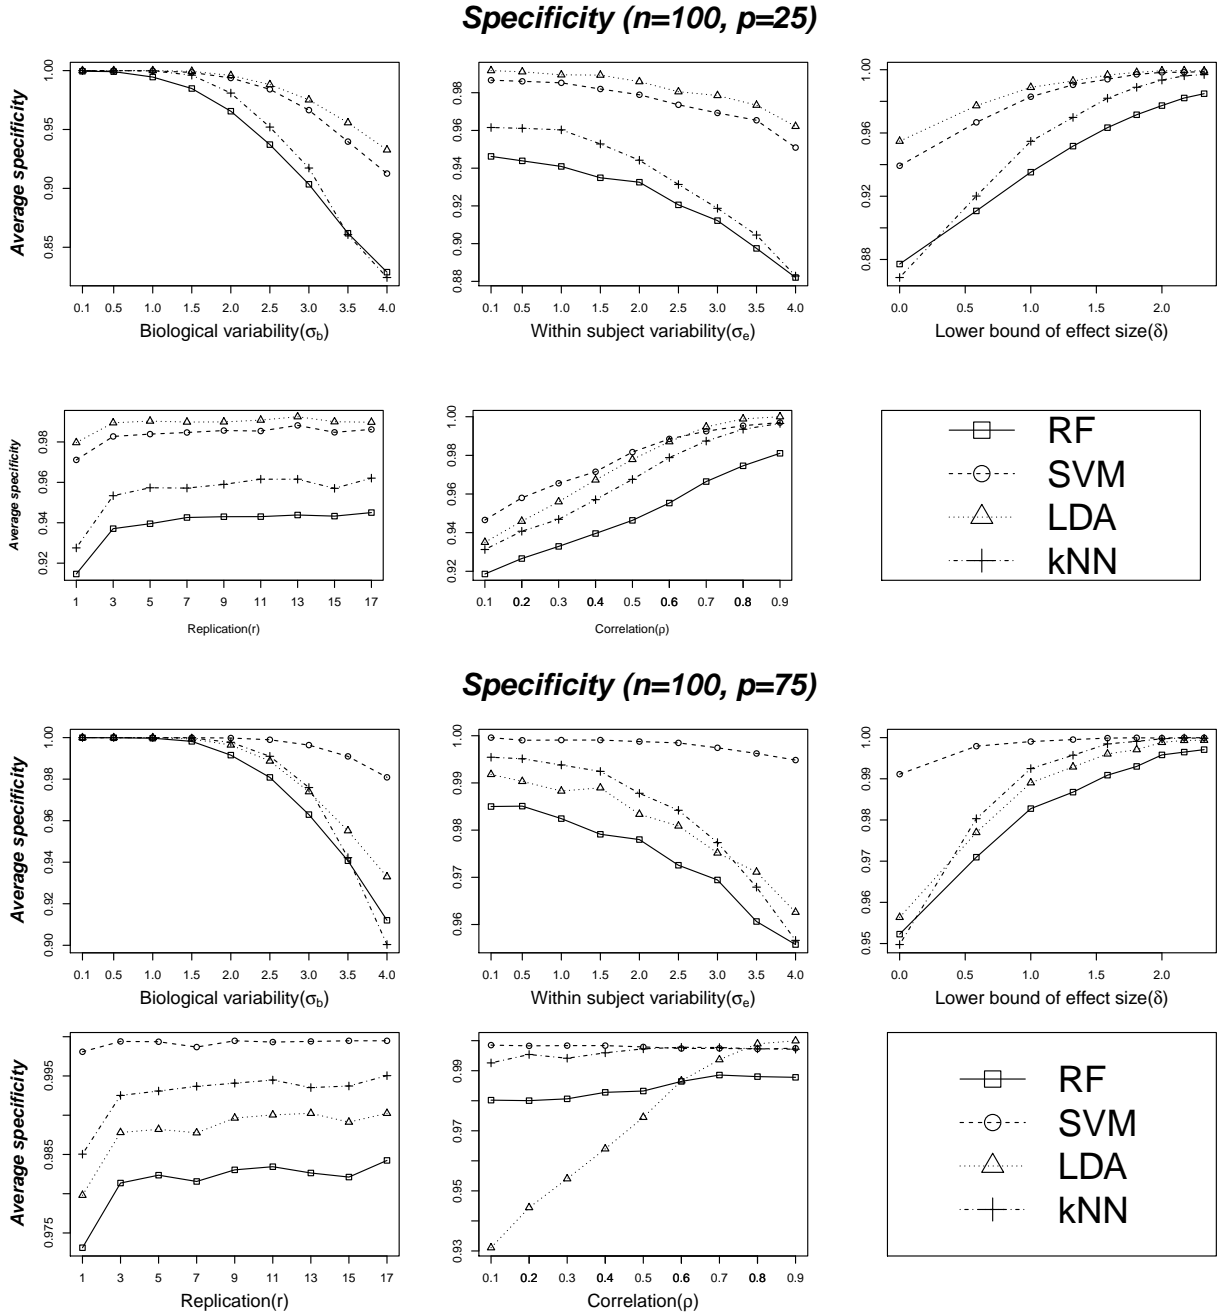 Specificity (n=100, p=25)
Average specificity
1.00
0.95
0.90
0.85
0.1 0.5 1.0 1.5 2.0 2.5 3.0 3.5 4.0
Biological variability(σb)
0.98
0.96
0.94
0.92
0.90
0.88
0.1 0.5 1.0 1.5 2.0 2.5 3.0 3.5 4.0
Within subject variability(σe)
1.00
0.96
0.92
0.88
0.0 0.5 1.0 1.5 2.0
Lower bound of effect size(δ)
Average specificity
0.98
0.96
0.94
0.92
1 3 5 7 9 11 13 15 17
Replication(r)
1.00
0.98
0.96
0.94
0.92
0.1 0.2 0.3 0.4 0.5 0.6 0.7 0.8 0.9
Correlation(ρ)
RF
SVM
LDA
kNN
Specificity (n=100, p=75)
Average specificity
1.00
0.98
0.96
0.94
0.92
0.90
0.1 0.5 1.0 1.5 2.0 2.5 3.0 3.5 4.0
Biological variability(σb)
1.00
0.99
0.98
0.97
0.96
0.1 0.5 1.0 1.5 2.0 2.5 3.0 3.5 4.0
Within subject variability(σe)
1.00
0.99
0.98
0.97
0.96
0.95
0.0 0.5 1.0 1.5 2.0
Lower bound of effect size(δ)
Average specificity
0.995
0.985
0.975
1 3 5 7 9 11 13 15 17
Replication(r)
0.99
0.97
0.95
0.93
0.1 0.2 0.3 0.4 0.5 0.6 0.7 0.8 0.9
Correlation(ρ)
RF
SVM
LDA
kNN